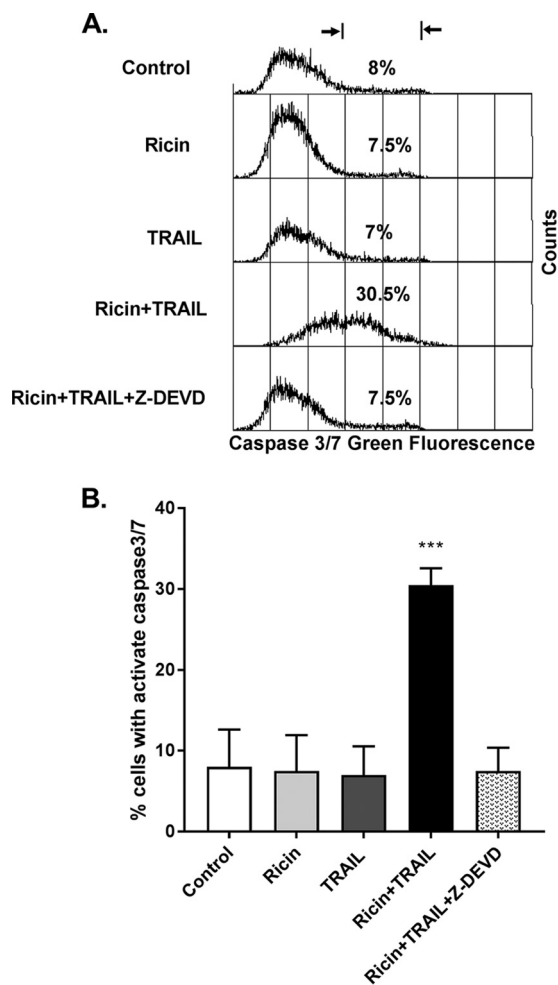 A.
Control
8%
Ricin
7.5%
TRAIL
7%
Ricin+TRAIL
30.5%
Ricin+TRAIL+Z-DEVD
7.5%
Counts
Caspase 3/7 Green Fluorescence
B.
% cells with activate caspase3/7
40
30
20
10
0
***
Control
Ricin
TRAIL
Ricin+TRAIL
Ricin+TRAIL+Z-DEVD